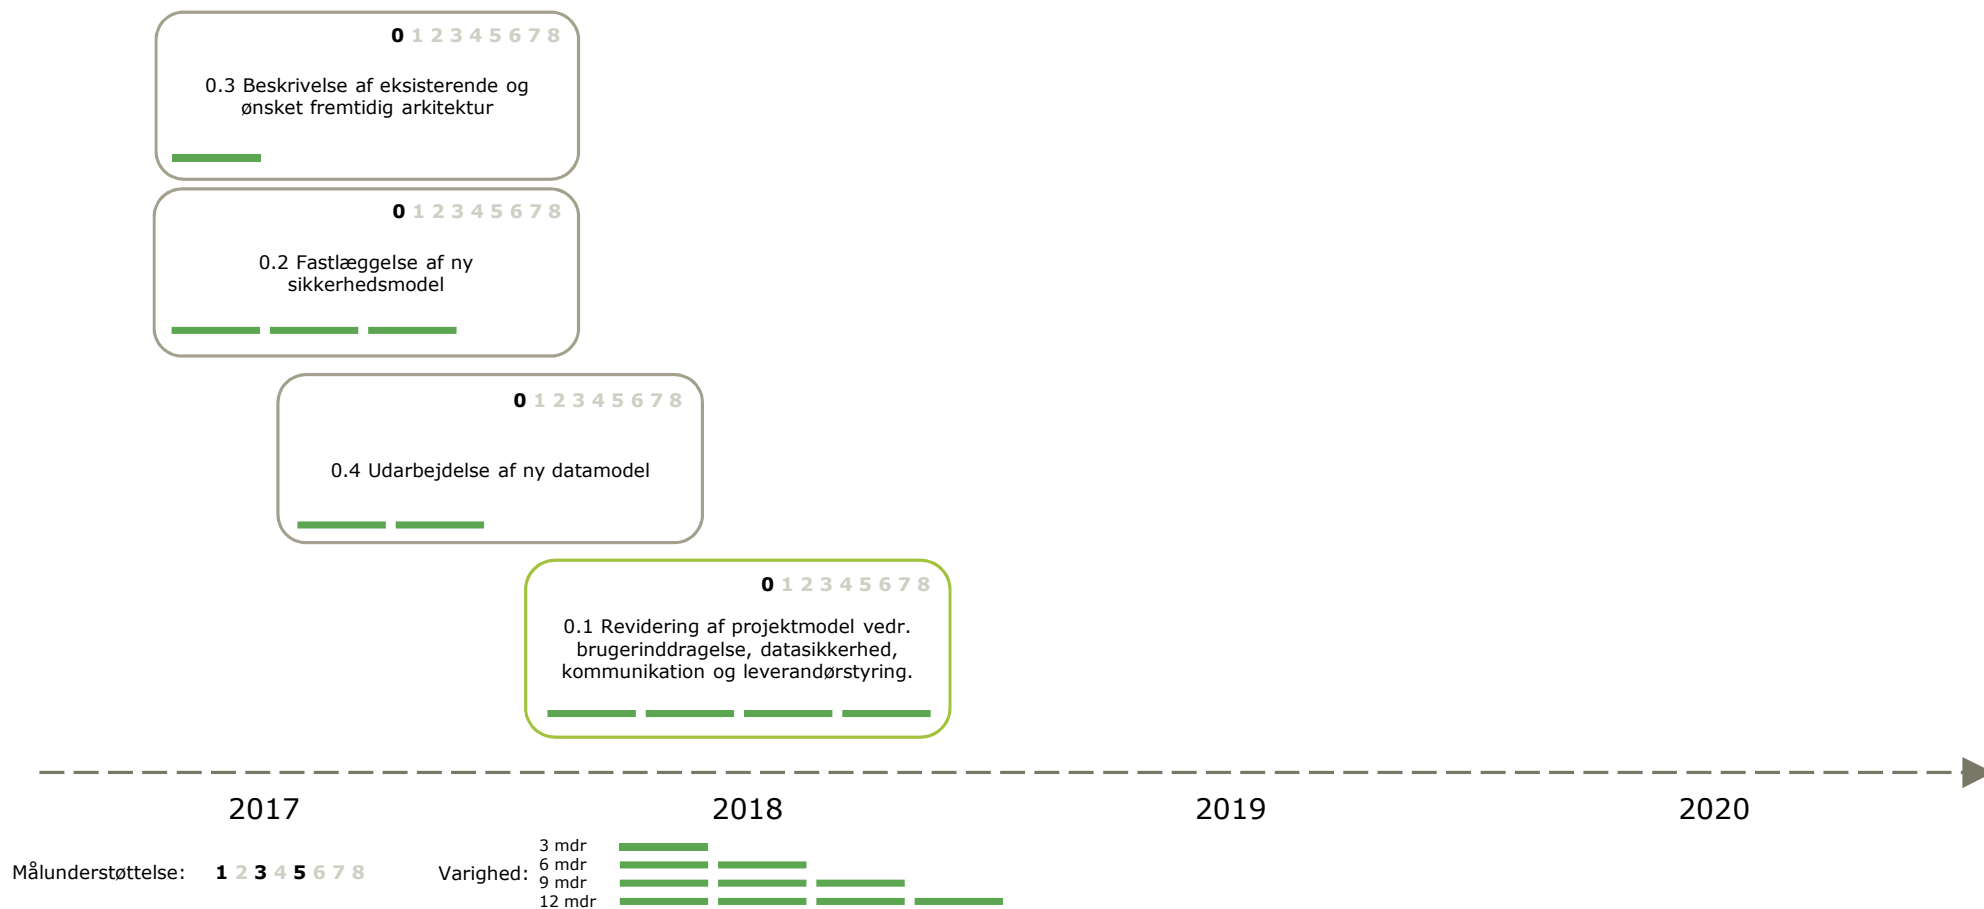 0 1 2 3 4 5 6 7 8
0.3 Beskrivelse af eksisterende og
ønsket fremtidig arkitektur
0 1 2 3 4 5 6 7 8
0.2 Fastlæggelse af ny
sikkerhedsmodel
0 1 2 3 4 5 6 7 8
0.4 Udarbejdelse af ny datamodel
0 1 2 3 4 5 6 7 8
0.1 Revidering af projektmodel vedr.
brugerinddragelse, datasikkerhed,
kommunikation og leverandørstyring.
2017 2018 2019 2020
Målunderstøttelse: 1 2 3 4 5 6 7 8
Varighed:
3 mdr
6 mdr
9 mdr
12 mdr